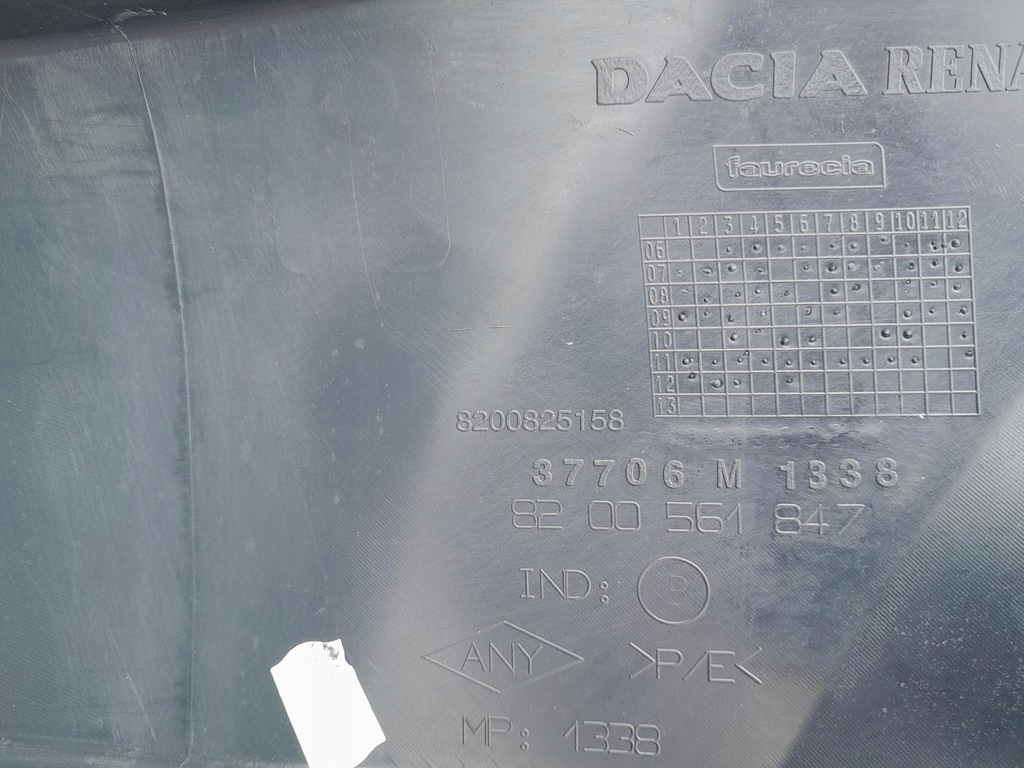 DACIA RENA
faurecia
1 2 3 4 5 6 7 8 9 10 11 12
06
07
08
09
10
11
12
13
8200825158
37706 M 1338
82 00 561 847
IND: R
ANY >P/E<
MP: 1338